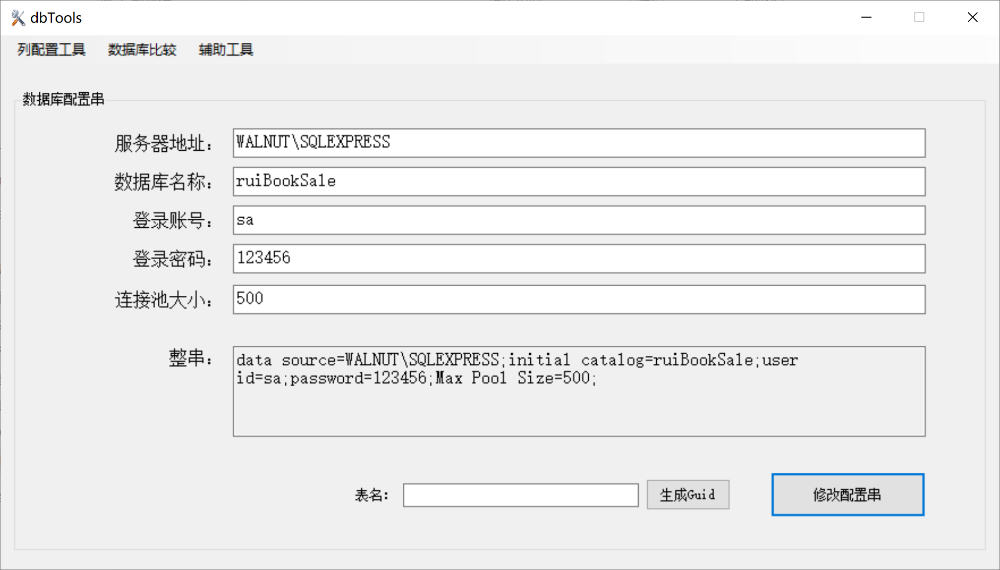 dbTools
列配置工具 数据库比较 辅助工具
数据库配置串
服务器地址： WALNUT\SQLEXPRESS
数据库名称： ruiBookSale
登录账号： sa
登录密码： 123456
连接池大小： 500
整串： data source=WALNUT\SQLEXPRESS;initial catalog=ruiBookSale;user
id=sa;password=123456;Max Pool Size=500;
表名： 生成Guid 修改配置串